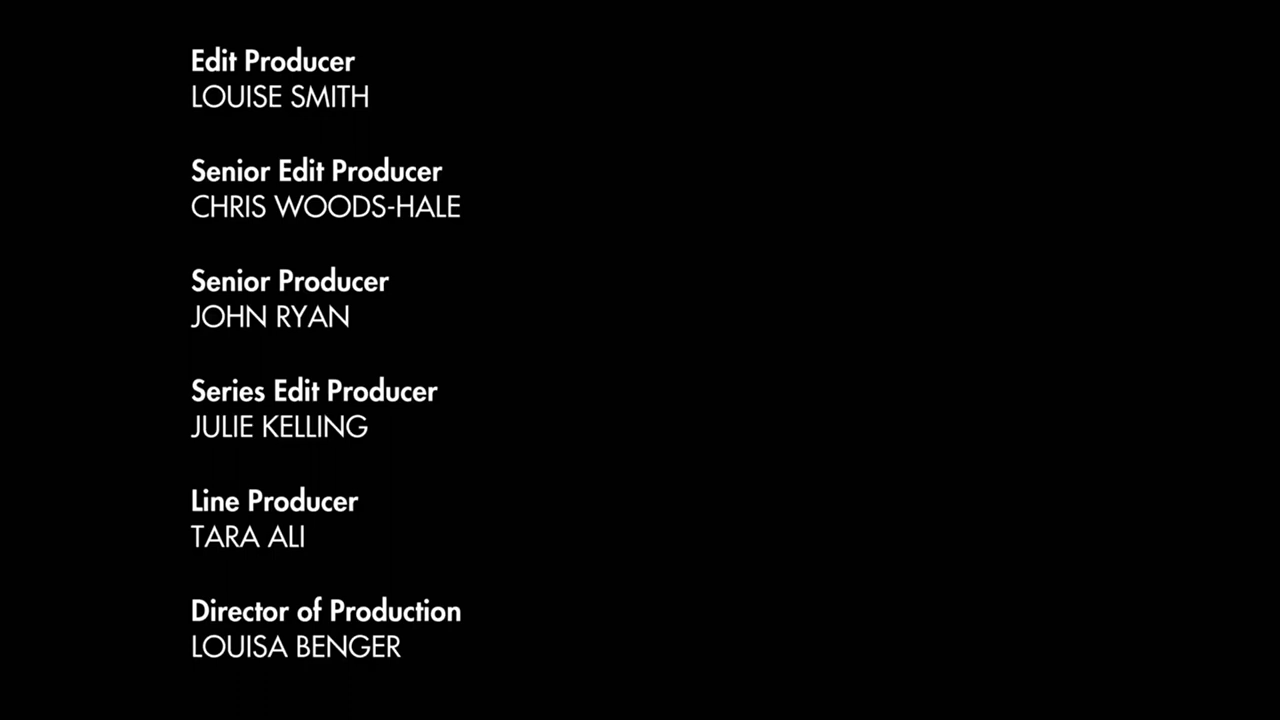 Edit Producer
LOUISE SMITH
Senior Edit Producer
CHRIS WOODS-HALE
Senior Producer
JOHN RYAN
Series Edit Producer
JULIE KELLING
Line Producer
TARA ALI
Director of Production
LOUISA BENGER